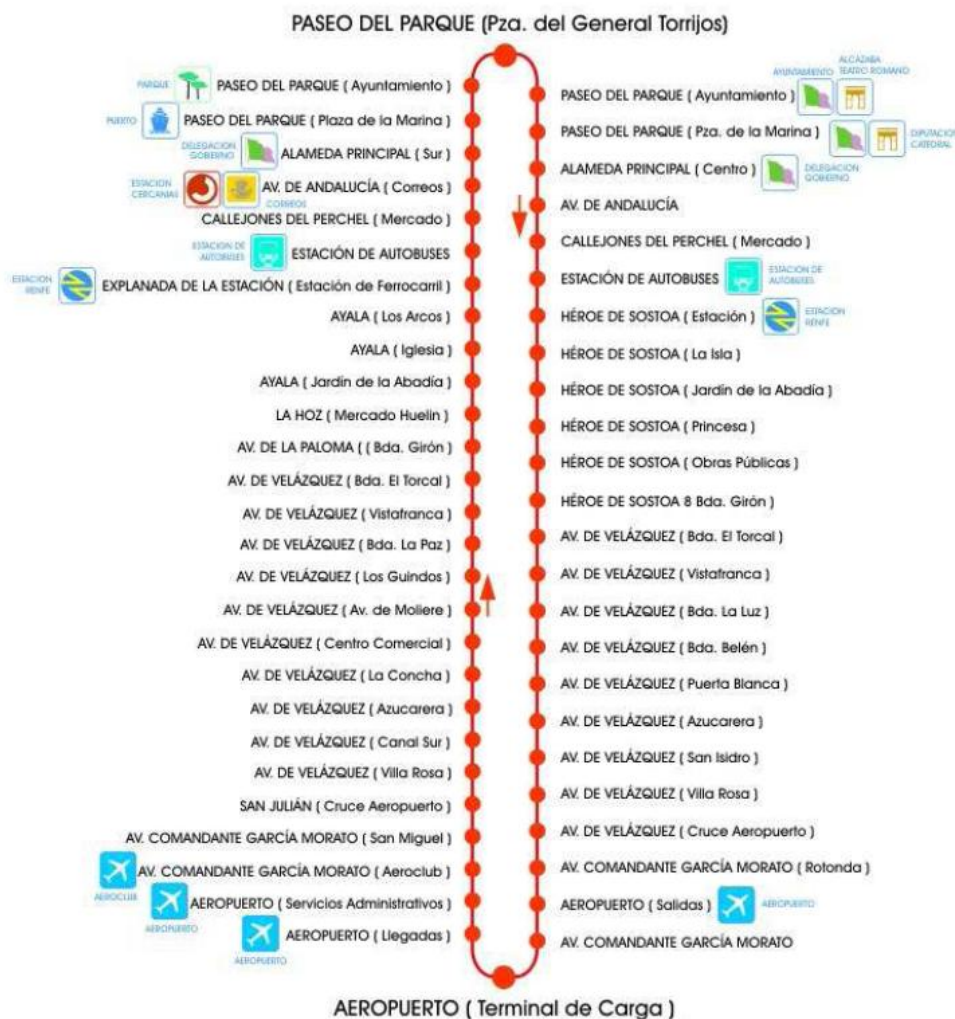 PASEO DEL PARQUE (Pza. del General Torrijos)
PARQUE
PASEO DEL PARQUE ( Ayuntamiento )
PUERTO
PASEO DEL PARQUE ( Plaza de la Marina )
DELEGACION
GOBIERNO
ALAMEDA PRINCIPAL ( Sur )
ESTACION
CERCANIAS
CORREOS
AV. DE ANDALUCÍA ( Correos )
CALLEJONES DEL PERCHEL ( Mercado )
ESTACION DE
AUTOBUSES
ESTACIÓN DE AUTOBUSES
ESTACION
RENFE
EXPLANADA DE LA ESTACIÓN ( Estación de Ferrocarril )
AYALA ( Los Arcos )
AYALA ( Iglesia )
AYALA ( Jardín de la Abadía )
LA HOZ ( Mercado Huelin )
AV. DE LA PALOMA ( ( Bda. Girón )
AV. DE VELÁZQUEZ ( Bda. El Torcal )
AV. DE VELÁZQUEZ ( Vistafranca )
AV. DE VELÁZQUEZ ( Bda. La Paz )
AV. DE VELÁZQUEZ ( Los Guindos )
AV. DE VELÁZQUEZ ( Av. de Moliere )
AV. DE VELÁZQUEZ ( Centro Comercial )
AV. DE VELÁZQUEZ ( La Concha )
AV. DE VELÁZQUEZ ( Azucarera )
AV. DE VELÁZQUEZ ( Canal Sur )
AV. DE VELÁZQUEZ ( Villa Rosa )
SAN JULIÁN ( Cruce Aeropuerto )
AV. COMANDANTE GARCÍA MORATO ( San Miguel )
AV. COMANDANTE GARCÍA MORATO ( Aeroclub )
AEROCLUB
AEROPUERTO ( Servicios Administrativos )
AEROPUERTO
AEROPUERTO ( Llegadas )
AEROPUERTO
ALCAZABA
TEATRO ROMANO
AYUNTAMIENTO
PASEO DEL PARQUE ( Ayuntamiento )
PASEO DEL PARQUE ( Pza. de la Marina )
DIPUTACION
CATEDRAL
ALAMEDA PRINCIPAL ( Centro )
DELEGACION
GOBIERNO
AV. DE ANDALUCÍA
CALLEJONES DEL PERCHEL ( Mercado )
ESTACIÓN DE AUTOBUSES
ESTACION DE
AUTOBUSES
HÉROE DE SOSTOA ( Estación )
ESTACION
RENFE
HÉROE DE SOSTOA ( La Isla )
HÉROE DE SOSTOA ( Jardín de la Abadía )
HÉROE DE SOSTOA ( Princesa )
HÉROE DE SOSTOA ( Obras Públicas )
HÉROE DE SOSTOA 8 Bda. Girón )
AV. DE VELÁZQUEZ ( Bda. El Torcal )
AV. DE VELÁZQUEZ ( Vistafranca )
AV. DE VELÁZQUEZ ( Bda. La Luz )
AV. DE VELÁZQUEZ ( Bda. Belén )
AV. DE VELÁZQUEZ ( Puerta Blanca )
AV. DE VELÁZQUEZ ( Azucarera )
AV. DE VELÁZQUEZ ( San Isidro )
AV. DE VELÁZQUEZ ( Villa Rosa )
AV. DE VELÁZQUEZ ( Cruce Aeropuerto )
AV. COMANDANTE GARCÍA MORATO ( Rotonda )
AEROPUERTO ( Salidas )
AEROPUERTO
AV. COMANDANTE GARCÍA MORATO
AEROPUERTO ( Terminal de Carga )